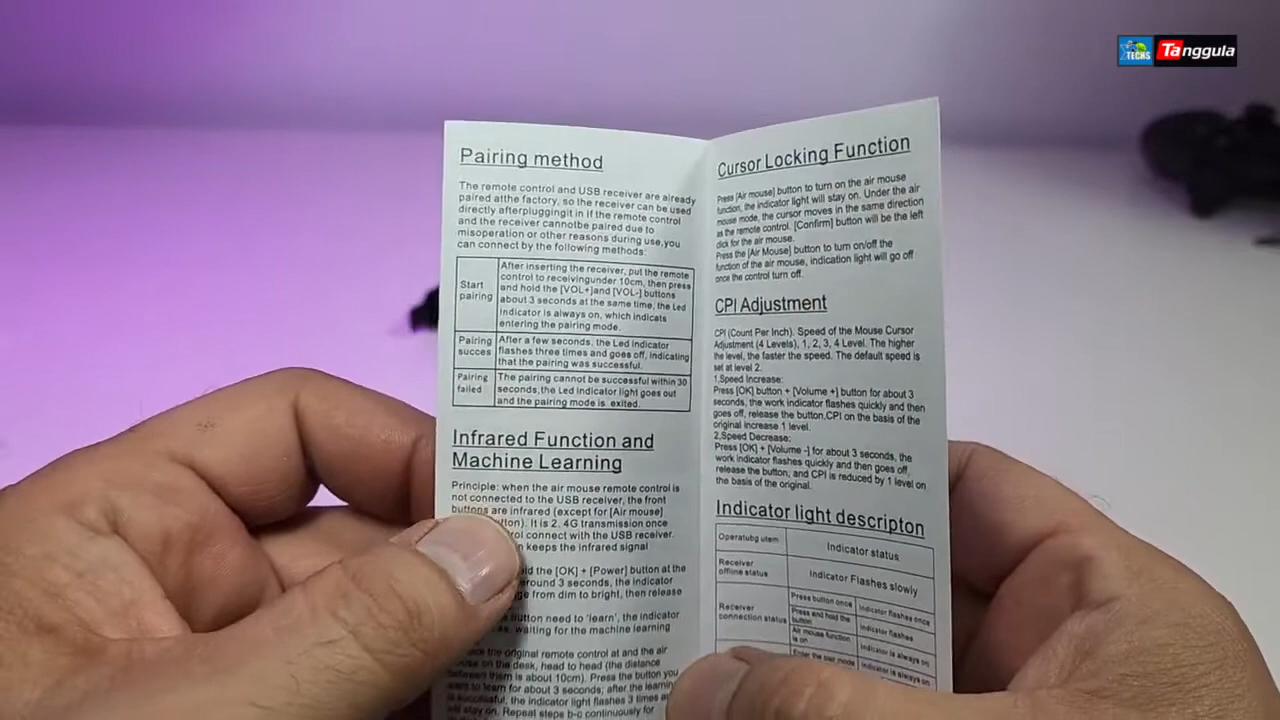 TECHS
Tanggula
Pairing method
The remote control and USB receiver are already
paired atthe factory, so the receiver can be used
directly afterpluggingit in if the remote control
and the receiver cannotbe paired due to
misoperation or other reasons during use,you
can connect by the following methods:
Start
pairing
After inserting the receiver, put the remote
control to receivingunder 10cm, then press
and hold the [VOL+]and [VOL-] buttons
about 3 seconds at the same time, the Led
Indicator is always on, which indicats
entering the pairing mode.
Pairing
succes
After a few seconds, the Led Indicator
flashes three times and goes off, indicating
that the pairing was successful.
Pairing
failed
The pairing cannot be successful within 30
seconds,the Led indicator light goes out
and the pairing mode is exited.
Infrared Function and
Machine Learning
Principle: when the air mouse remote control is
not connected to the USB receiver, the front
buttons are infrared (except for [Air mouse]
It is 2. 4G transmission once
connect with the USB receiver.
keeps the infrared signal
the [OK] + [Power] button at the
around 3 seconds, the indicator
from dim to bright, then release
button need to 'learn', the indicator
waiting for the machine learning
the original remote control at and the air
on the desk, head to head (the distance
between them is about 10cm). Press the button you
want to learn for about 3 seconds; after the learning
is successful, the indicator light flashes 3 times
will stay on. Repeat steps b-c continuously for
Cursor Locking Function
Press [Air mouse] button to turn on the air mouse
function, the indicator light will stay on. Under the air
mouse mode, the cursor moves in the same direction
as the remote control. [Confirm] button will be the left
click for the air mouse.
Press the [Air Mouse] button to turn on/off the
function of the air mouse, indication light will go off
once the control turn off.
CPI Adjustment
CPI (Count Per Inch). Speed of the Mouse Cursor
Adjustment (4 Levels), 1, 2, 3, 4 Level. The higher
the level, the faster the speed. The default speed is
set at level 2.
1.Speed Increase:
Press [OK] button + [Volume +] button for about 3
seconds, the work indicator flashes quickly and then
goes off, release the button,CPI on the basis of the
original increase 1 level.
2.Speed Decrease:
Press [OK] + [Volume -] for about 3 seconds, the
work indicator flashes quickly and then goes off,
release the button, and CPI is reduced by 1 level on
the basis of the original.
Indicator light descripton
Operatubg utem
Indicator status
Receiver
offline status
Indicator Flashes slowly
Receiver
connection status
Press button once
Indicator flashes once
Press and hold the
button
Indicator flashes
Air mouse function
is on
Indicator is always on
Enter the pair mode
Indicator is always on